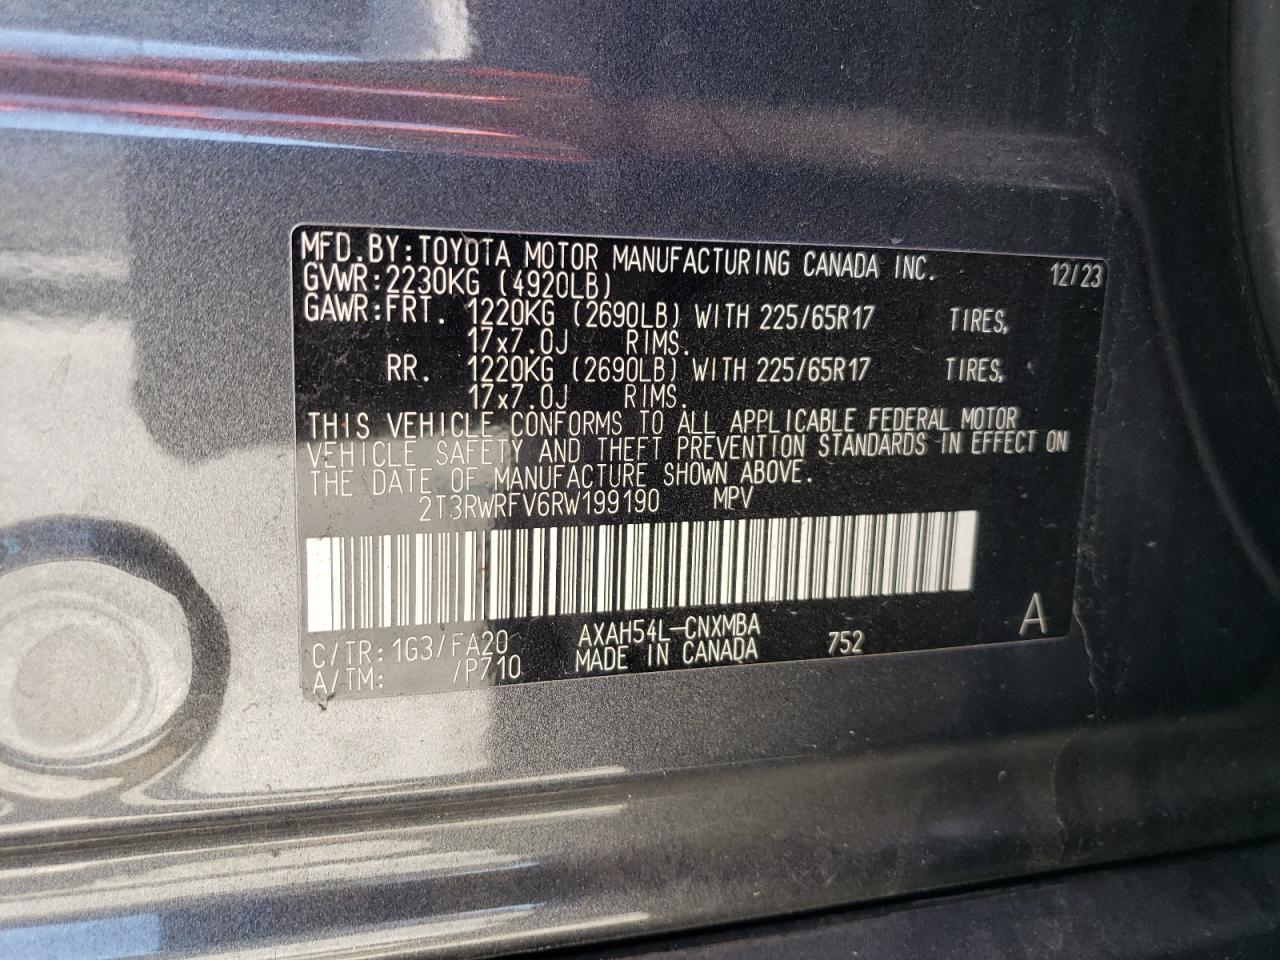 MFD.BY:TOYOTA MOTOR MANUFACTURING CANADA INC. 12/23
GVWR:2230KG (4920LB)
GAWR:FRT. 1220KG (2690LB) WITH 225/65R17 TIRES,
17x7.0J RIMS.
RR. 1220KG (2690LB) WITH 225/65R17 TIRES,
17x7.0J RIMS.
THIS VEHICLE CONFORMS TO ALL APPLICABLE FEDERAL MOTOR
VEHICLE SAFETY AND THEFT PREVENTION STANDARDS IN EFFECT ON
THE DATE OF MANUFACTURE SHOWN ABOVE.
2T3RWRFV6RW199190 MPV
C/TR: 1G3/FA20 AXAH54L-CNXMBA 752 A
A/TM: /P710 MADE IN CANADA